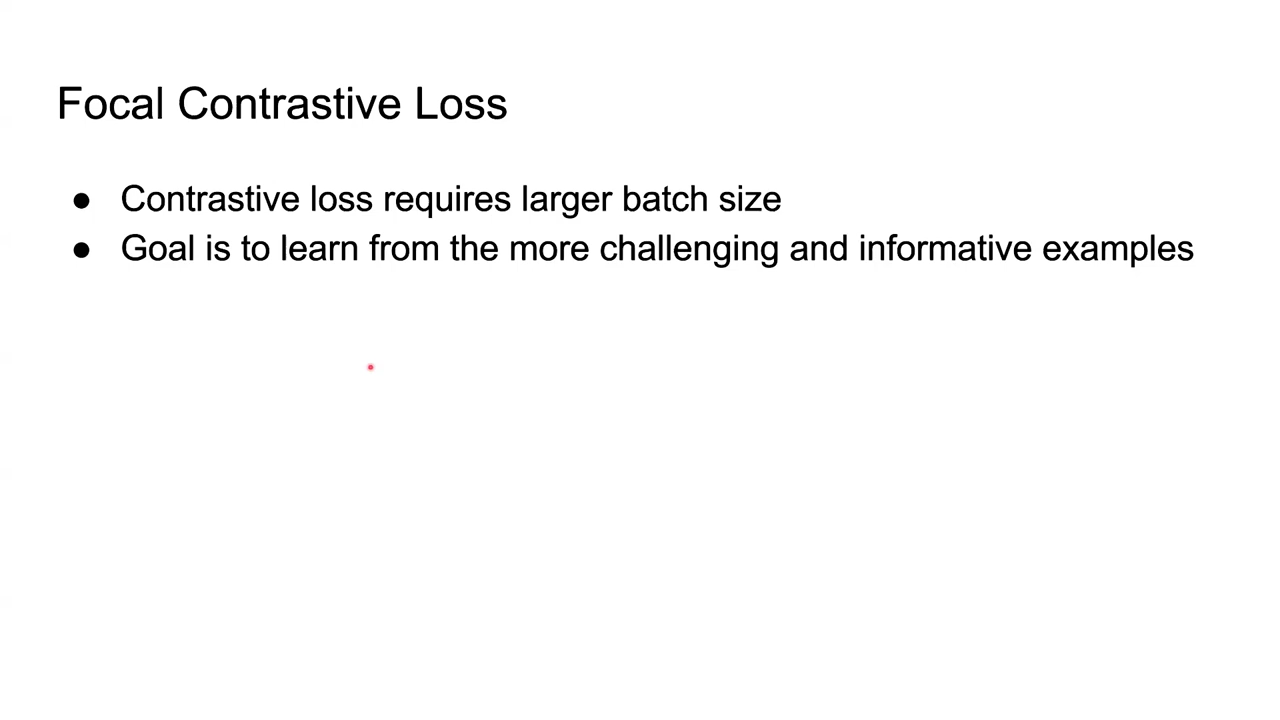 Focal Contrastive Loss
● Contrastive loss requires larger batch size
● Goal is to learn from the more challenging and informative examples